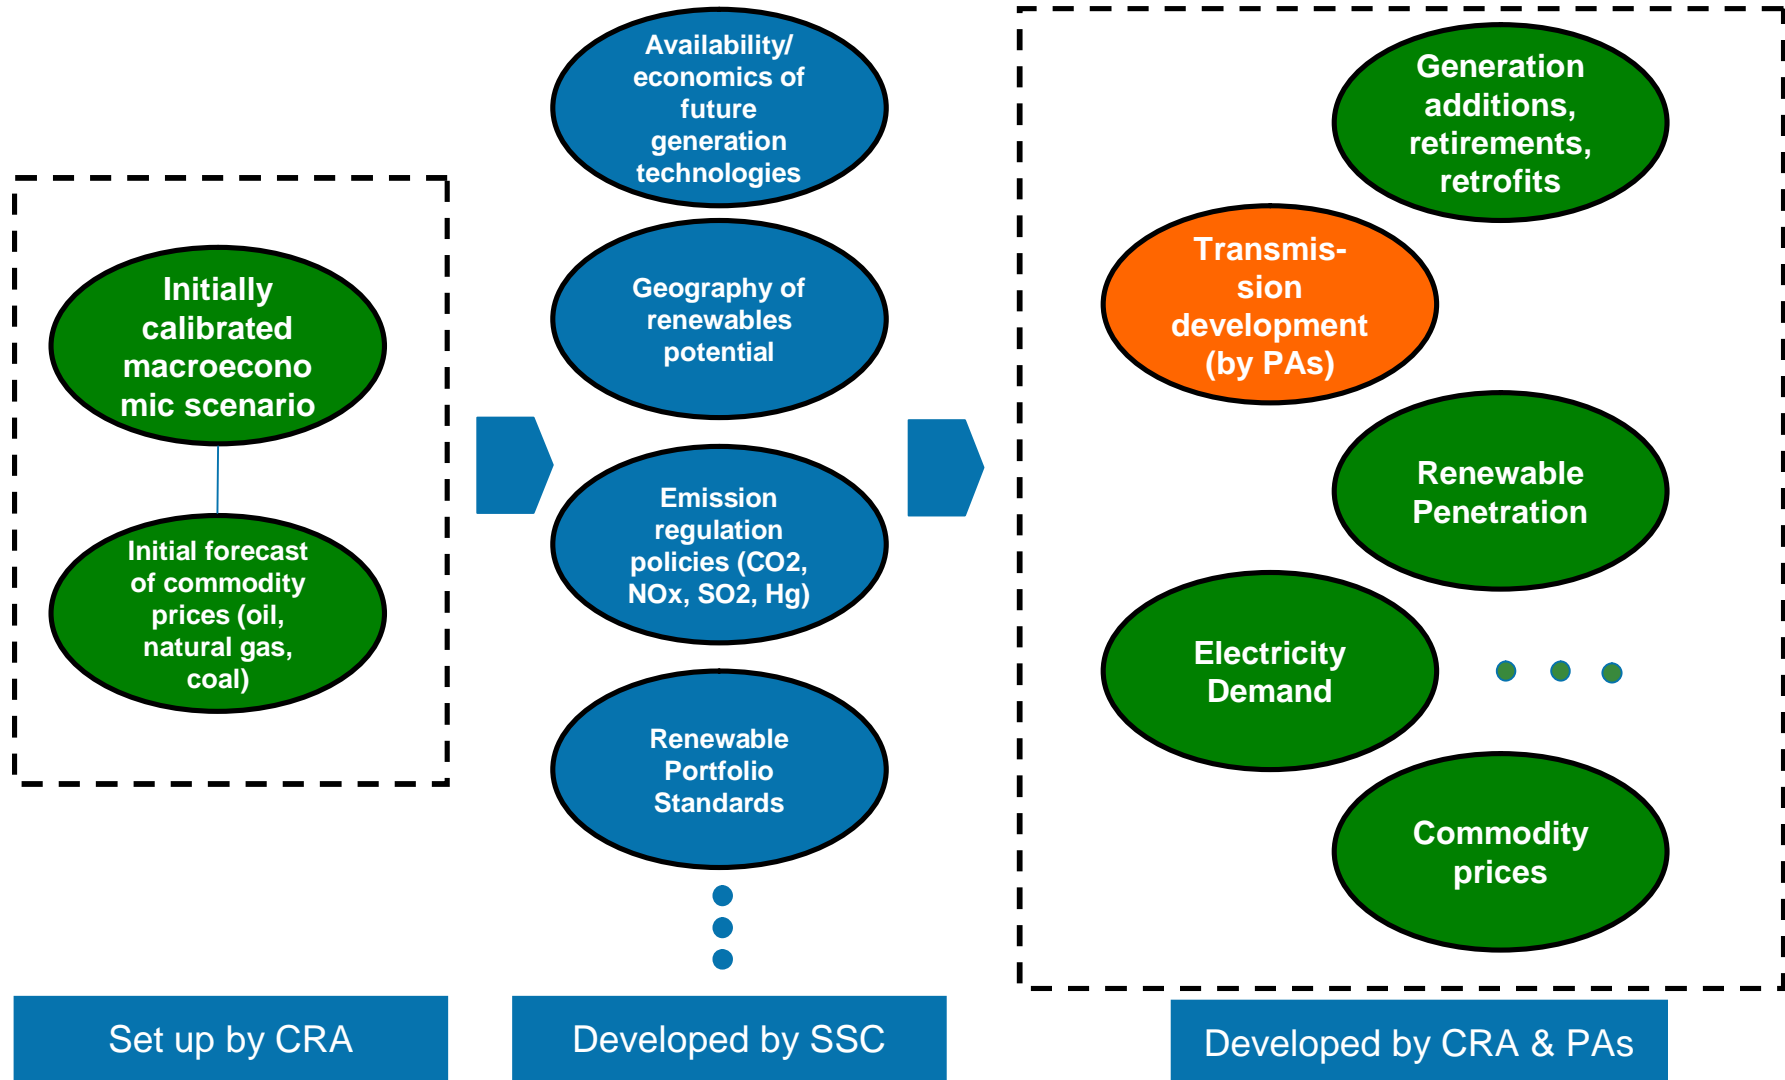 Initially
calibrated
macroecono
mic scenario
Initial forecast
of commodity
prices (oil,
natural gas,
coal)
Set up by CRA
Availability/
economics of
future
generation
technologies
Geography of
renewables
potential
Emission
regulation
policies (CO2,
NOx, SO2, Hg)
Renewable
Portfolio
Standards
Developed by SSC
Generation
additions,
retirements,
retrofits
Transmis-
sion
development
(by PAs)
Renewable
Penetration
Electricity
Demand
Commodity
prices
Developed by CRA & PAs